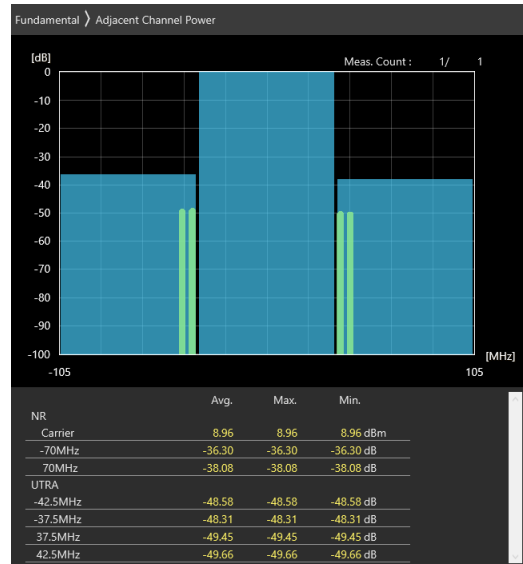 Fundamental 〉 Adjacent Channel Power
[dB]
Meas. Count : 1/ 1
0
-10
-20
-30
-40
-50
-60
-70
-80
-90
-100
[MHz]
-105 105
Avg. Max. Min.
NR
Carrier 8.96 8.96 8.96 dBm
-70MHz -36.30 -36.30 -36.30 dB
70MHz -38.08 -38.08 -38.08 dB
UTRA
-42.5MHz -48.58 -48.58 -48.58 dB
-37.5MHz -48.31 -48.31 -48.31 dB
37.5MHz -49.45 -49.45 -49.45 dB
42.5MHz -49.66 -49.66 -49.66 dB